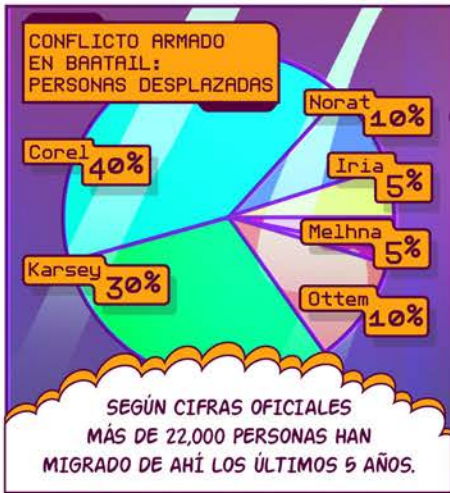 CONFLICTO ARMADO
EN BAATAIL:
PERSONAS DESPLAZADAS
Norat 10%
Corel 40%
Iria 5%
Melhna 5%
Karsey 30%
Ottem 10%
SEGÚN CIFRAS OFICIALES
MÁS DE 22,000 PERSONAS HAN
MIGRADO DE AHÍ LOS ÚLTIMOS 5 AÑOS.